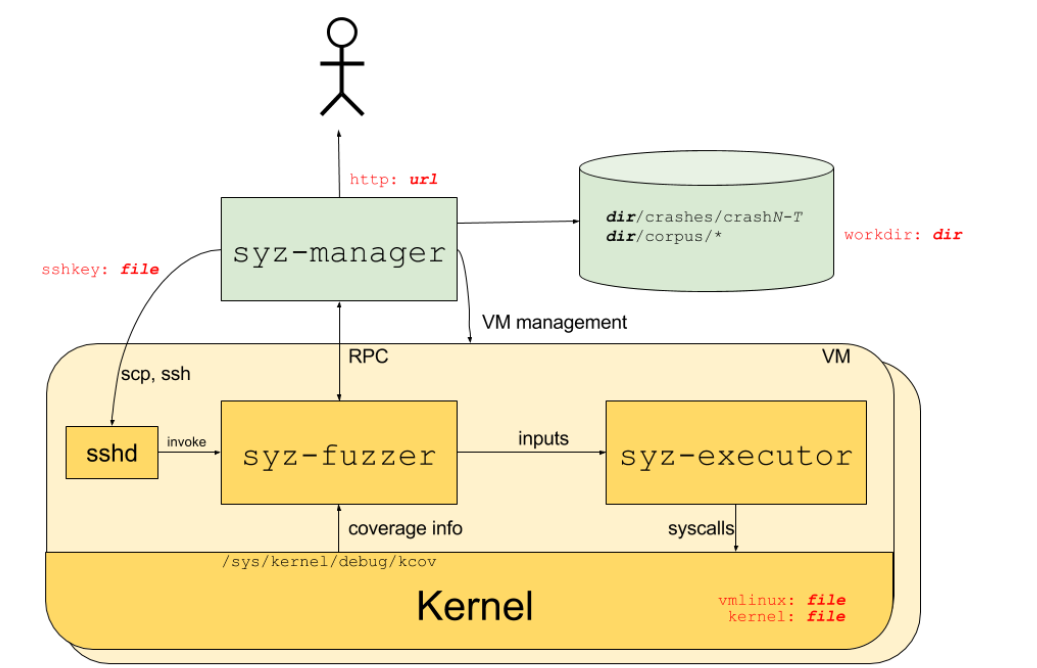 http: url
dir/crashes/crashN-T
dir/corpus/*
workdir: dir
syz-manager
sshkey: file
VM management
RPC
VM
scp, ssh
sshd
invoke
syz-fuzzer
inputs
syz-executor
coverage info
syscalls
/sys/kernel/debug/kcov
Kernel
vmlinux: file
kernel: file